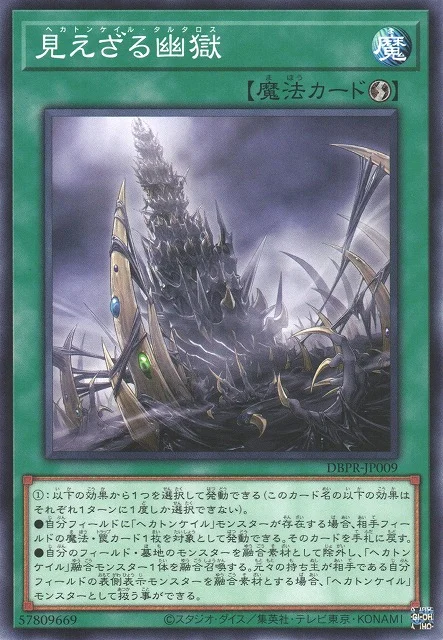 ヘカトンケイル・タルタロス
見えざる幽獄
魔
【魔法カード】
DBPR-JP009
①：以下の効果から1つを選択して発動できる(このカード名の以下の効果は
それぞれ1ターンに1度しか選択できない)。
●自分フィールドに「ヘカトンケイル」モンスターが存在する場合、相手フィー
ルドの魔法・罠カード1枚を対象として発動できる。そのカードを手札に戻す。
●自分のフィールド・墓地のモンスターを融合素材として除外し、「ヘカトンケ
イル」融合モンスター1体を融合召喚する。元々の持ち主が相手である自分フ
ィールドの表側表示モンスターを融合素材とする場合、「ヘカトンケイル」モン
スターとして扱う事ができる。
57809669
©スタジオ・ダイス／集英社・テレビ東京・KONAMI